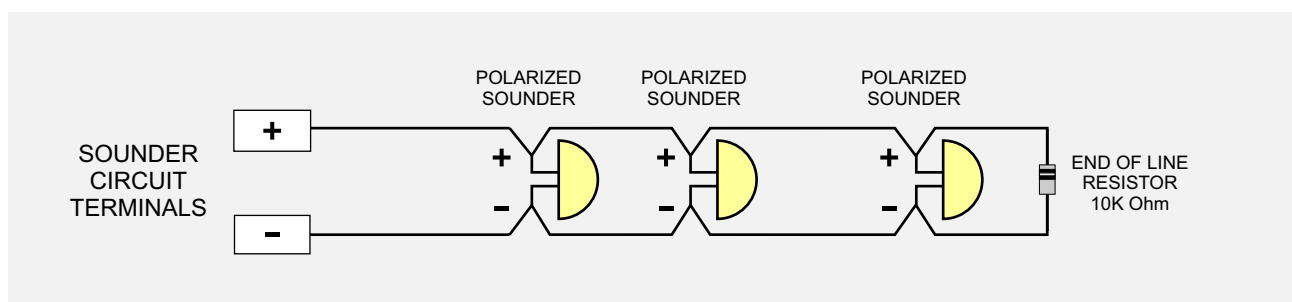 POLARIZED
SOUNDER
POLARIZED
SOUNDER
POLARIZED
SOUNDER
+
SOUNDER
CIRCUIT
TERMINALS
-
+
-
+
-
+
-
END OF LINE
RESISTOR
10K Ohm